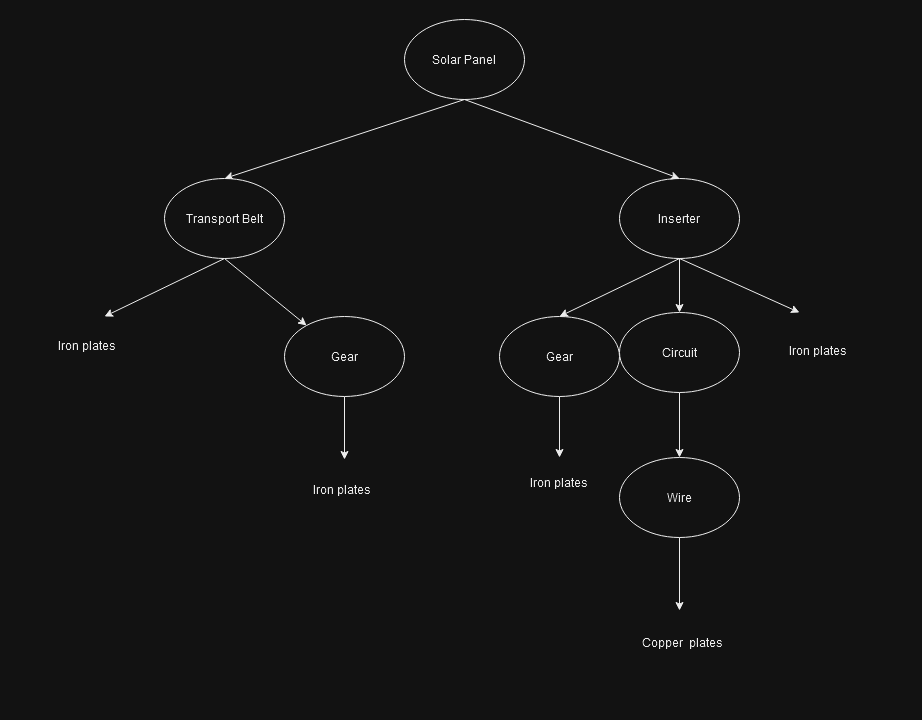 Solar Panel
Transport Belt
Inserter
Iron plates
Gear
Gear
Circuit
Iron plates
Iron plates
Iron plates
Wire
Copper  plates